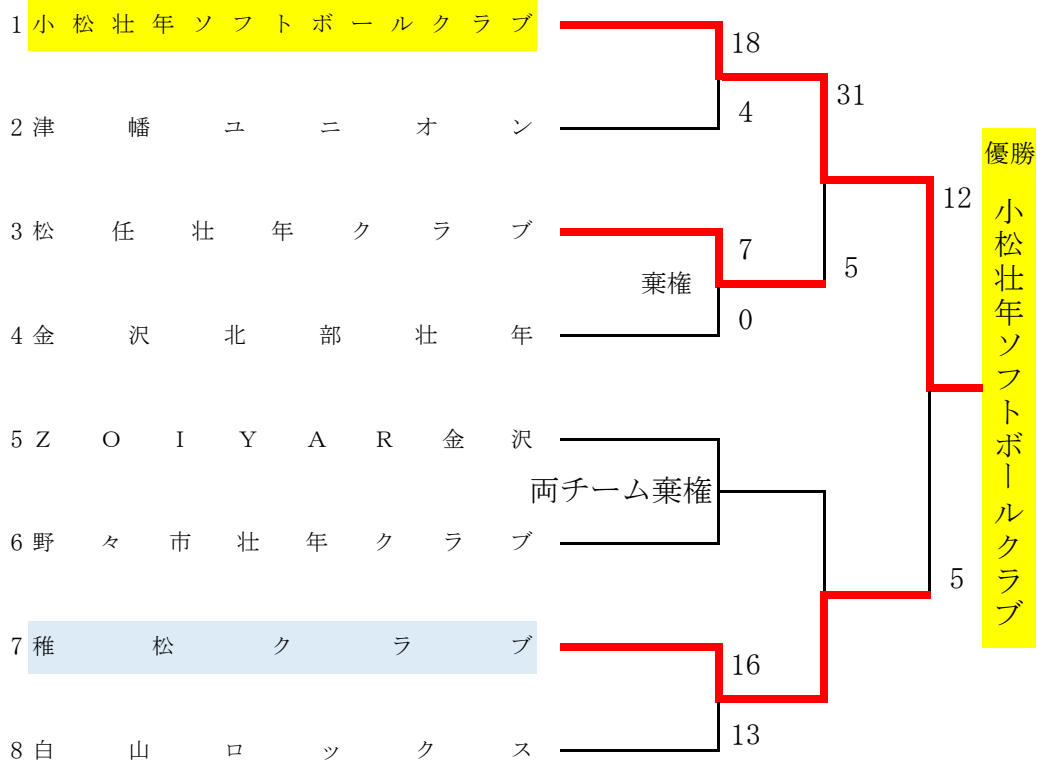 1 小松壮年ソフトボールクラブ
18
31
4
2 津幡ユニオン
優勝
12
小松壮年ソフトボールクラブ
3 松任壮年クラブ
7
5
棄権
0
4 金沢北部壮年
5 ＺＯＩＹＡＲ金沢
両チーム棄権
6 野々市壮年クラブ
5
7 稚松クラブ
16
13
8 白山ロックス